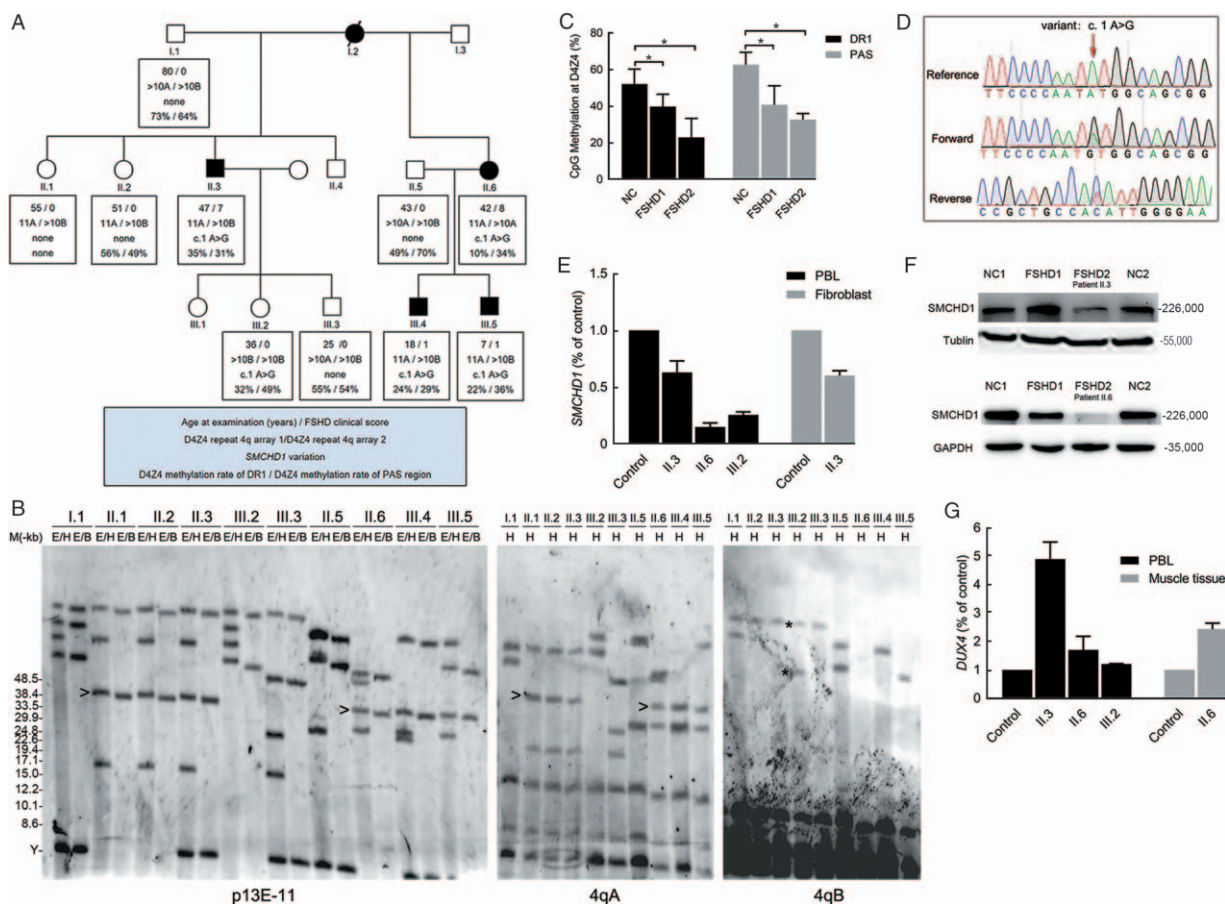 A
I.1
I.2
I.3
80 / 0
>10A / >10B
none
73% / 64%
II.1
II.2
II.3
II.4
II.5
II.6
55 / 0
11A / >10B
none
none
51 / 0
11A / >10B
none
56% / 49%
47 / 7
11A / >10B
c.1 A>G
35% / 31%
43 / 0
>10A / >10B
none
49% / 70%
42 / 8
11A / >10A
c.1 A>G
10% / 34%
III.1
III.2
III.3
III.4
III.5
36 / 0
>10B / >10B
c.1 A>G
32% / 49%
25 /0
>10A / >10B
none
55% / 54%
18 / 1
11A / >10B
c.1 A>G
24% / 29%
7 / 1
11A / >10B
c.1 A>G
22% / 36%
Age at examination (years) / FSHD clinical score
D4Z4 repeat 4q array 1/D4Z4 repeat 4q array 2
SMCHD1 variation
D4Z4 methylation rate of DR1 / D4Z4 methylation rate of PAS region
B
I.1 II.1 II.2 II.3 III.2 III.3 II.5 II.6 III.4 III.5
M(-kb) E/H E/B E/H E/B E/H E/B E/H E/B E/H E/B E/H E/B E/H E/B E/H E/B E/H E/B E/H E/B
48.5-
38.4-
33.5-
29.9-
24.8-
22.6-
19.4-
17.1-
15.0-
12.2-
10.1-
8.6-
Y-
>
>
p13E-11
I.1 II.1 II.2 II.3 III.2 III.3 II.5 II.6 III.4 III.5
H H H H H H H H H H
>
>
4qA
I.1 II.2 II.3 III.2 III.3 II.5 II.6 III.4 III.5
H H H H H H H H H
*
*
4qB
C
CpG Methylation at D4Z4 (%)
80
60
40
20
0
*
*
*
*
DR1
PAS
NC
FSHD1
FSHD2
NC
FSHD1
FSHD2
D
variant: c. 1 A>G
Reference
T T C C C C A A T A T G G C A G C G G
Forward
T T C C C C A A T G T G G C A G C G G
Reverse
C C G C T G C C A C A T T G G G G A A
E
SMCHD1 (% of control)
1.5
1.0
0.5
0
PBL
Fibroblast
Control
II.3
II.6
III.2
Control
II.3
F
NC1 FSHD1 FSHD2 NC2
Patient II.3
SMCHD1 -226,000
Tublin -55,000
NC1 FSHD1 FSHD2 NC2
Patient II.6
SMCHD1 -226,000
GAPDH -35,000
G
DUX4 (% of control)
6
5
4
3
2
1
0
PBL
Muscle tissue
Control
II.3
II.6
III.2
Control
II.6